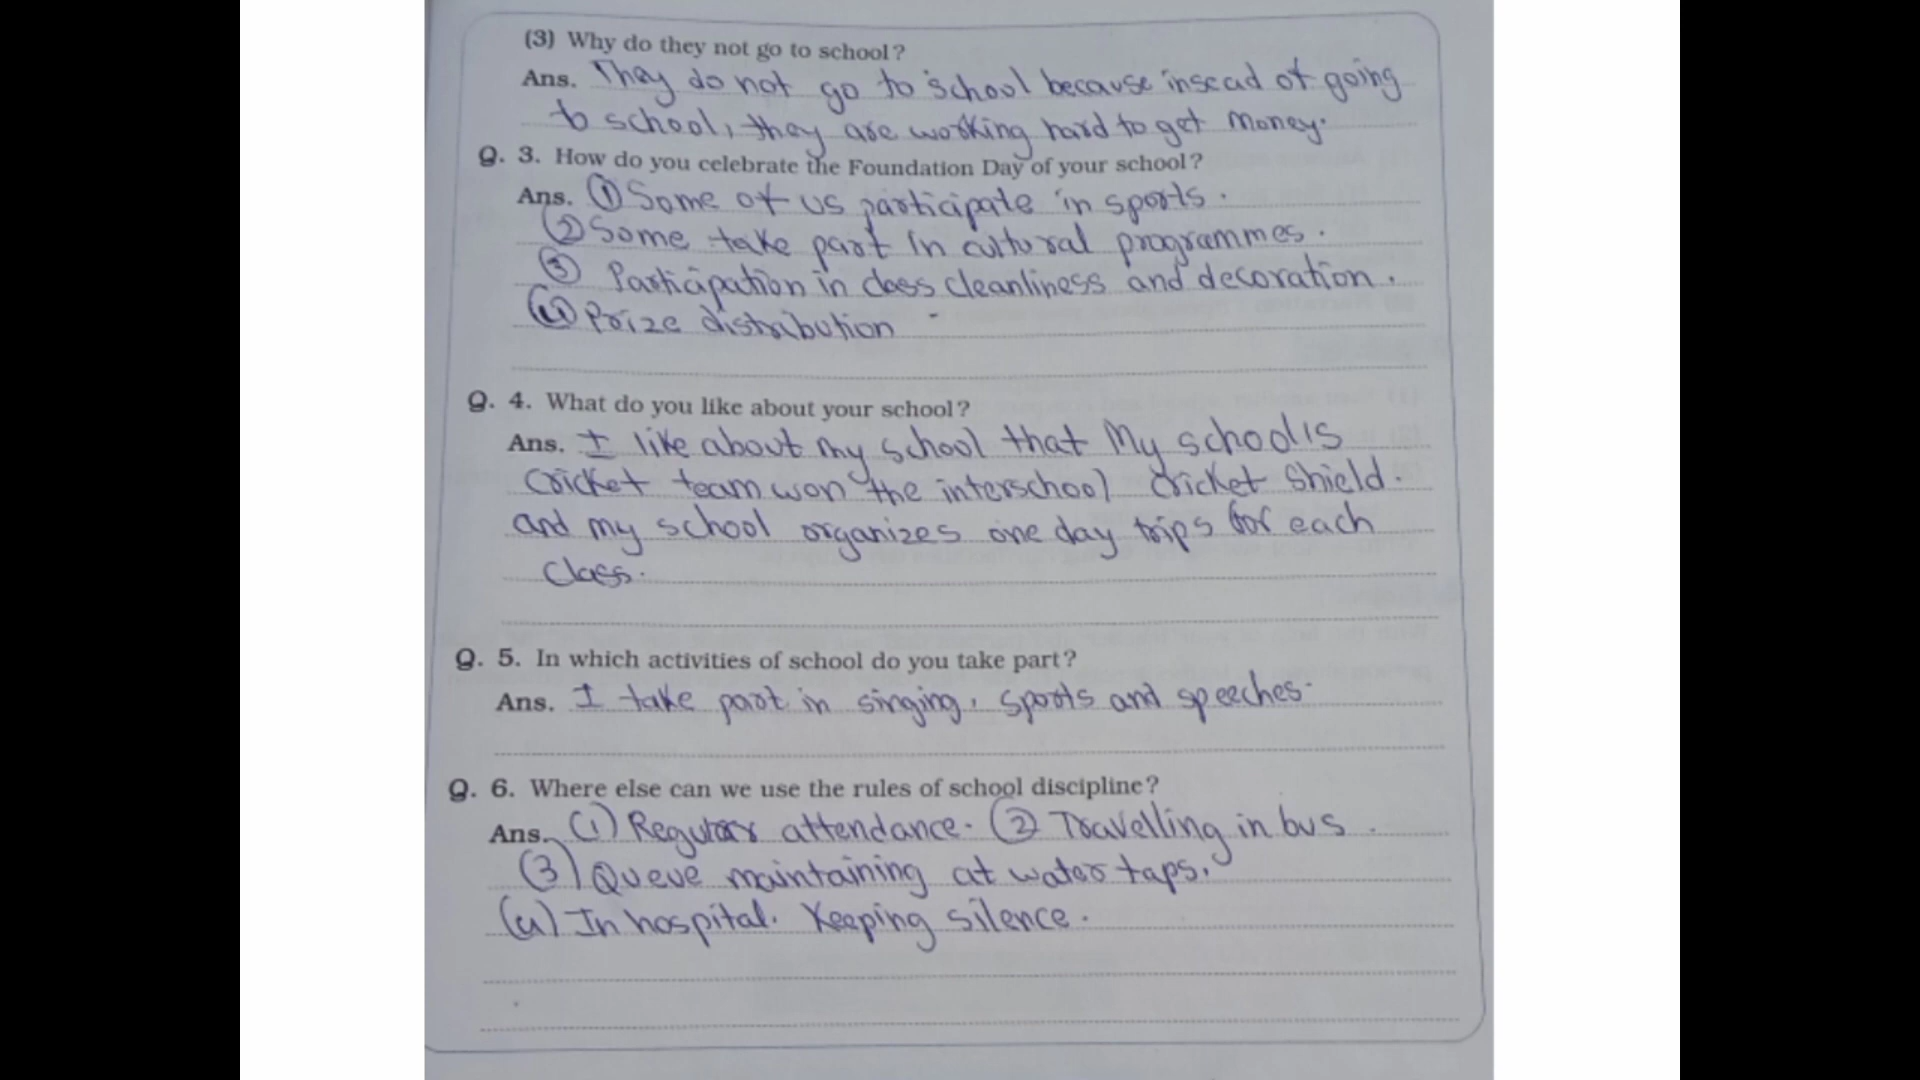 (3) Why do they not go to school?
Ans. They do not go to school because insead of going
to school, they are working hard to get money.
Q. 3. How do you celebrate the Foundation Day of your school?
Ans. (1) Some of us participate in sports.
(2) Some take part in cultural programmes.
(3) Participation in class cleanliness and decoration.
(4) Prize distribution
Q. 4. What do you like about your school?
Ans. I like about my school that My school's
cricket team won the interschool cricket shield.
and my school organizes one day trips for each
class.
Q. 5. In which activities of school do you take part?
Ans. I take part in singing, sports and speeches.
Q. 6. Where else can we use the rules of school discipline?
Ans. (1) Regular attendance. (2) Travelling in bus.
(3) Queue maintaining at water taps.
(4) In hospital. Keeping silence.